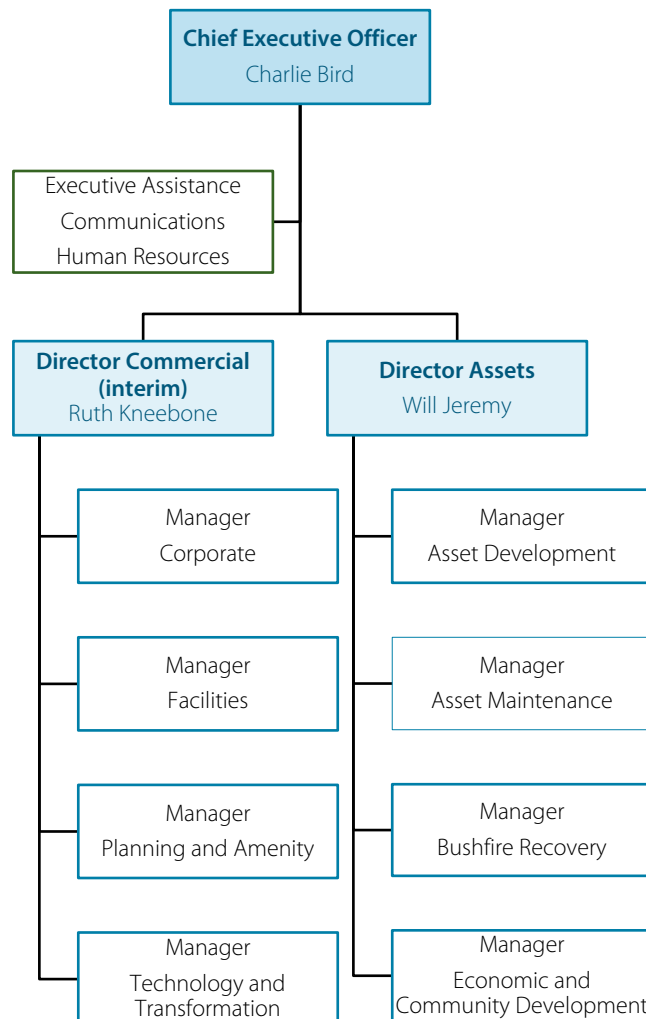 Chief Executive Officer
Charlie Bird
Executive Assistance
Communications
Human Resources
Director Commercial
(interim)
Ruth Kneebone
Director Assets
Will Jeremy
Manager
Corporate
Manager
Asset Development
Manager
Facilities
Manager
Asset Maintenance
Manager
Planning and Amenity
Manager
Bushfire Recovery
Manager
Technology and
Transformation
Manager
Economic and
Community Development